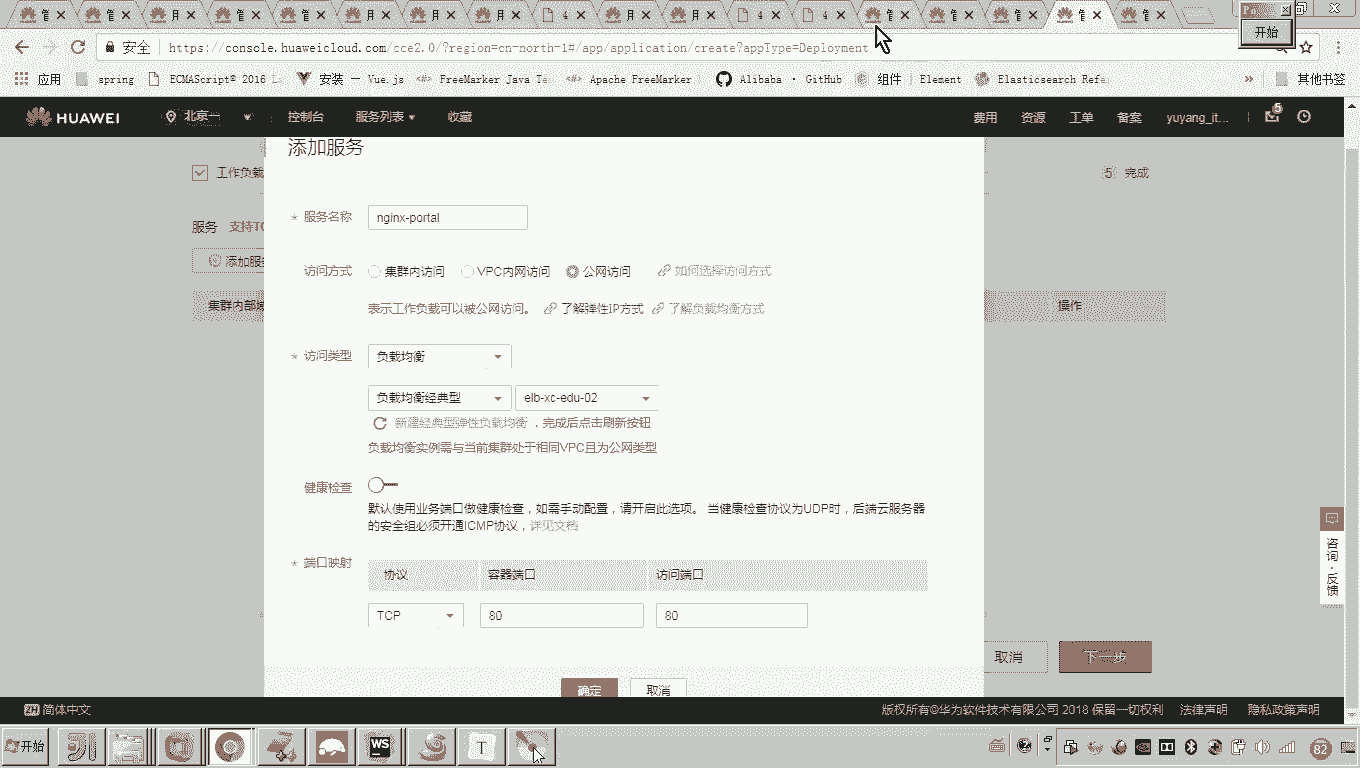 管 管 月 管 管 月 月 月 4 月 月 4 4 管 管 管 管 管
Po
开始
安全 https://console.huaweicloud.com/cce2.0/?region=cn-north-1#/app/application/create?appType=Deployment
应用 spring ECMAScript® 2016 La 安装 — Vue.js FreeMarker Java Te Apache FreeMarker Alibaba · GitHub 组件 | Element Elasticsearch Refe » 其他书签
HUAWEI 北京一 控制台 服务列表 收藏 费用 资源 工单 备案 yuyang_it... 5
添加服务
工作负载 5 完成
* 服务名称 nginx-portal
服务 支持TC
添加服务
访问方式 集群内访问 VPC内网访问 公网访问 如何选择访问方式
集群内部域 操作
表示工作负载可以被公网访问。 了解弹性IP方式 了解负载均衡方式
* 访问类型 负载均衡
负载均衡经典型 elb-xc-edu-02
新建经典型弹性负载均衡 ，完成后点击刷新按钮
负载均衡实例需与当前集群处于相同VPC且为公网类型
健康检查
默认使用业务端口做健康检查，如需手动配置，请开启此选项。 当健康检查协议为UDP时，后端云服务器
的安全组必须开通ICMP协议，详见文档
咨询·反馈
* 端口映射 协议 容器端口 访问端口
TCP 80 80
取消 下一步
确定 取消
ZH 简体中文 版权所有©华为软件技术有限公司 2018 保留一切权利 法律声明 隐私政策声明
开始 WS T 82